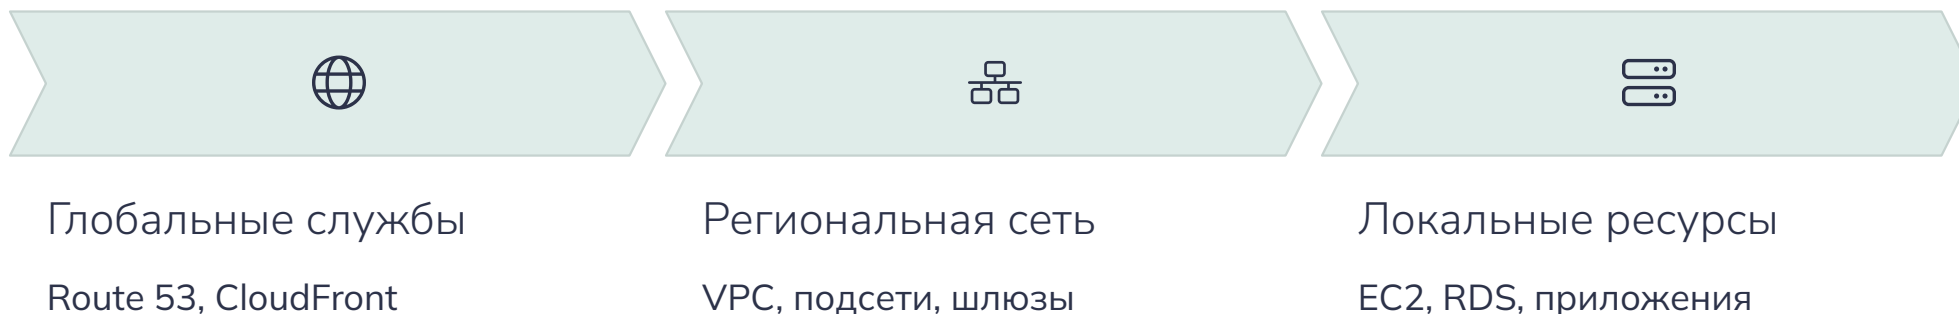 Глобальные службы
Route 53, CloudFront
Региональная сеть
VPC, подсети, шлюзы
Локальные ресурсы
EC2, RDS, приложения